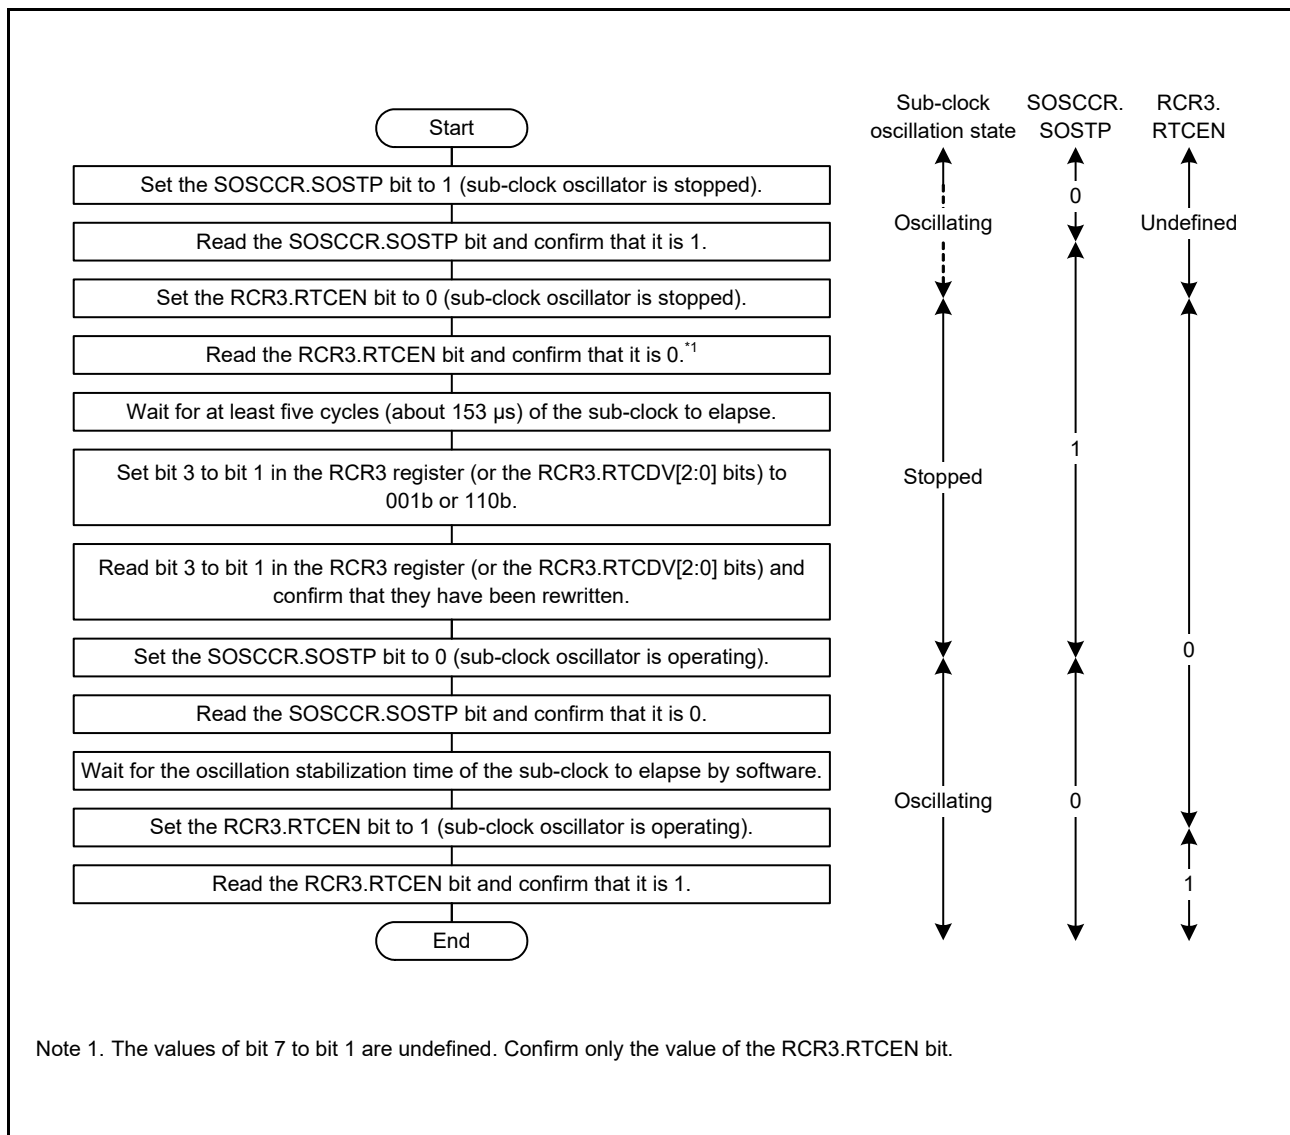 Start
Set the SOSCCR.SOSTP bit to 1 (sub-clock oscillator is stopped).
Read the SOSCCR.SOSTP bit and confirm that it is 1.
Set the RCR3.RTCEN bit to 0 (sub-clock oscillator is stopped).
Read the RCR3.RTCEN bit and confirm that it is 0.*1
Wait for at least five cycles (about 153 µs) of the sub-clock to elapse.
Set bit 3 to bit 1 in the RCR3 register (or the RCR3.RTCDV[2:0] bits) to
001b or 110b.
Read bit 3 to bit 1 in the RCR3 register (or the RCR3.RTCDV[2:0] bits) and
confirm that they have been rewritten.
Set the SOSCCR.SOSTP bit to 0 (sub-clock oscillator is operating).
Read the SOSCCR.SOSTP bit and confirm that it is 0.
Wait for the oscillation stabilization time of the sub-clock to elapse by software.
Set the RCR3.RTCEN bit to 1 (sub-clock oscillator is operating).
Read the RCR3.RTCEN bit and confirm that it is 1.
End
Sub-clock
oscillation state
Oscillating
Stopped
Oscillating
SOSCCR.
SOSTP
0
1
0
RCR3.
RTCEN
Undefined
0
1
Note 1. The values of bit 7 to bit 1 are undefined. Confirm only the value of the RCR3.RTCEN bit.